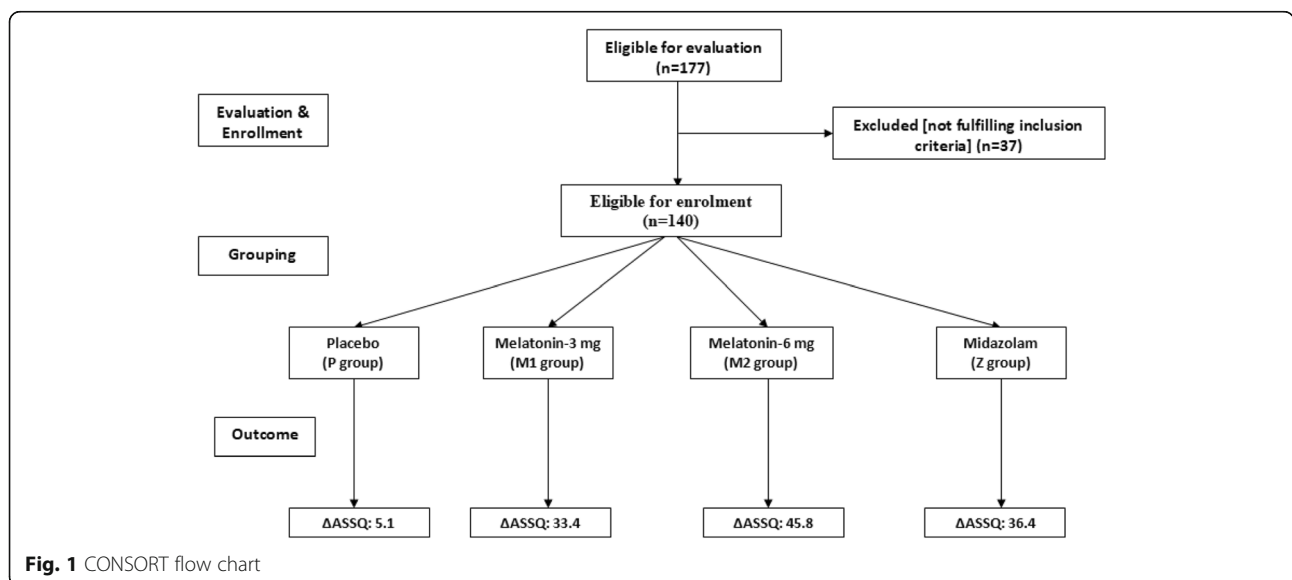 Eligible for evaluation
(n=177)
Evaluation &
Enrollment
Excluded [not fulfilling inclusion
criteria] (n=37)
Eligible for enrolment
(n=140)
Grouping
Placebo
(P group)
Melatonin-3 mg
(M1 group)
Melatonin-6 mg
(M2 group)
Midazolam
(Z group)
Outcome
ΔASSQ: 5.1
ΔASSQ: 33.4
ΔASSQ: 45.8
ΔASSQ: 36.4
Fig. 1 CONSORT flow chart